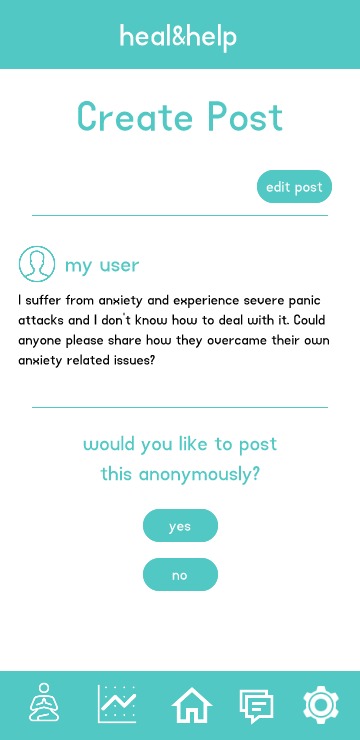 heal&help
Create Post
edit post
my user
I suffer from anxiety and experience severe panic
attacks and I don't know how to deal with it. Could
anyone please share how they overcame their own
anxiety related issues?
would you like to post
this anonymously?
yes
no